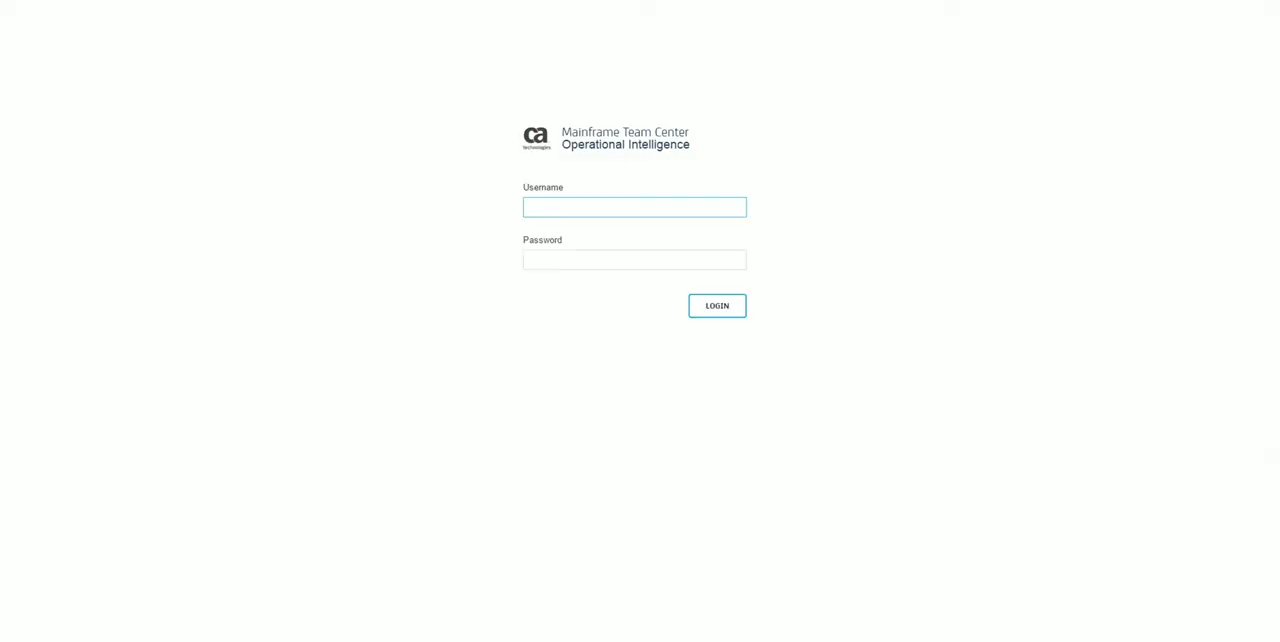 ca
technologies
Mainframe Team Center
Operational Intelligence
Username
Password
LOGIN